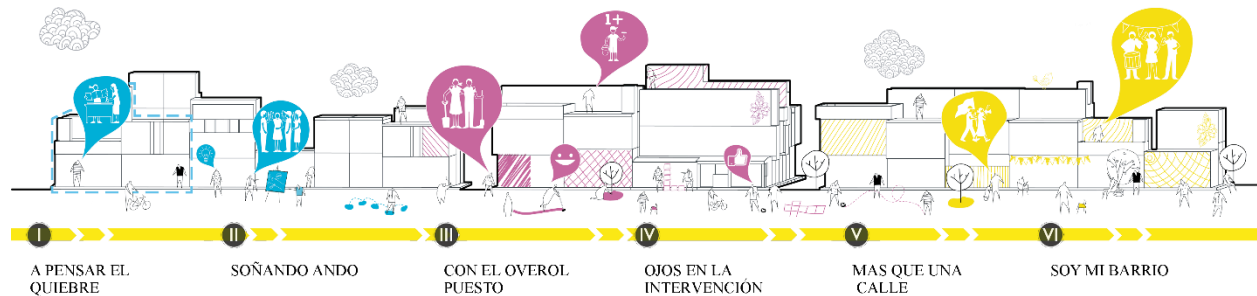 1+
I
II
III
IV
V
VI
A PENSAR EL
QUIEBRE
SOÑANDO ANDO
CON EL OVEROL
PUESTO
OJOS EN LA
INTERVENCIÓN
MAS QUE UNA
CALLE
SOY MI BARRIO